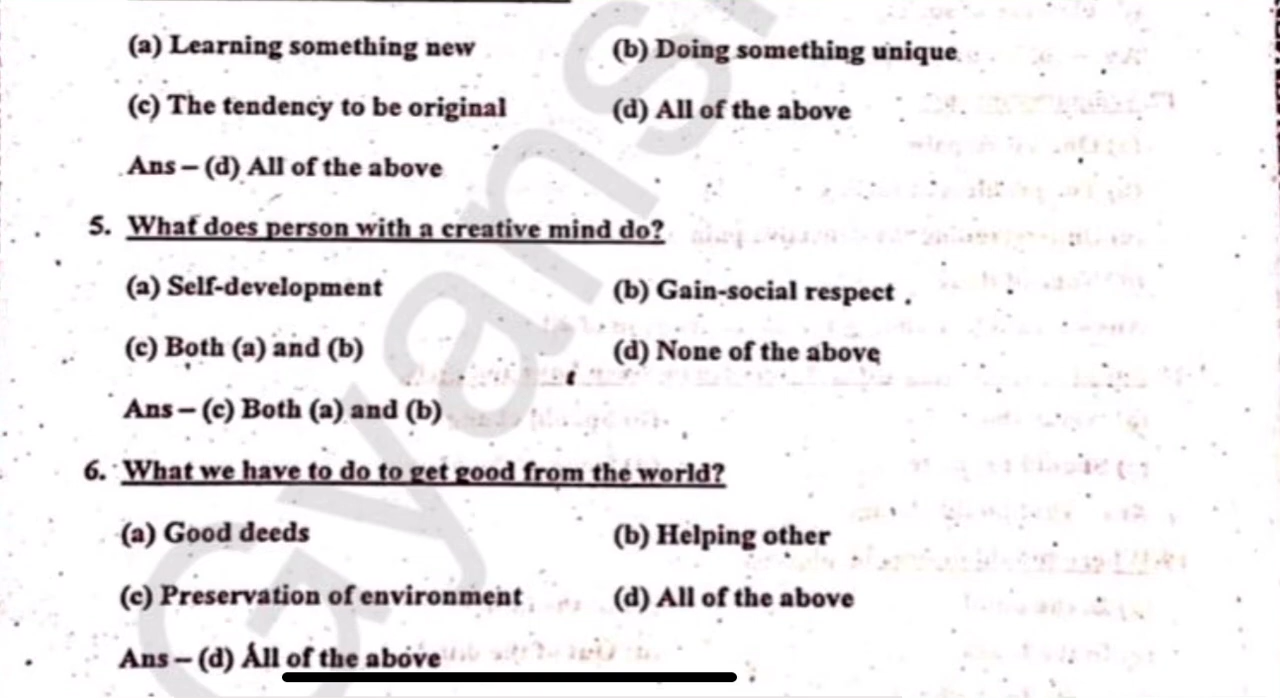 (a) Learning something new (b) Doing something unique
(c) The tendency to be original (d) All of the above
Ans – (d) All of the above
5. What does person with a creative mind do?
(a) Self-development (b) Gain-social respect .
(c) Both (a) and (b) (d) None of the above
Ans – (c) Both (a) and (b)
6. What we have to do to get good from the world?
(a) Good deeds (b) Helping other
(c) Preservation of environment (d) All of the above
Ans – (d) All of the above
Gyans